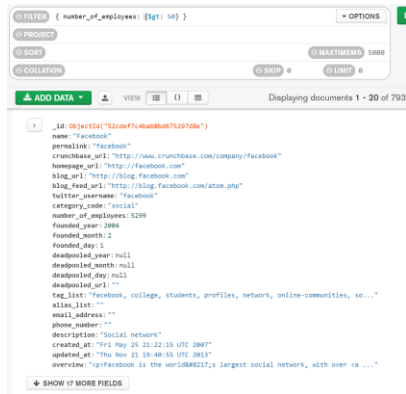 FILTER { number_of_employees: {$gt: 50} }
OPTIONS
PROJECT
SORT
MAXTIMEMS 5000
COLLATION
SKIP 0
LIMIT 0
ADD DATA
VIEW
{}
Displaying documents 1 - 20 of 793
_id: ObjectId("52cdef7c4bab8bd675297d8e")
name: "Facebook"
permalink: "facebook"
crunchbase_url: "http://www.crunchbase.com/company/facebook"
homepage_url: "http://facebook.com"
blog_url: "http://blog.facebook.com"
blog_feed_url: "http://blog.facebook.com/atom.php"
twitter_username: "facebook"
category_code: "social"
number_of_employees: 5299
founded_year: 2004
founded_month: 2
founded_day: 1
deadpooled_year: null
deadpooled_month: null
deadpooled_day: null
deadpooled_url: ""
tag_list: "facebook, college, students, profiles, network, online-communities, so..."
alias_list: ""
email_address: ""
phone_number: ""
description: "Social network"
created_at: "Fri May 25 21:22:15 UTC 2007"
updated_at: "Thu Nov 21 19:40:55 UTC 2013"
overview: "<p>Facebook is the world&#8217;s largest social network, with over <a ..."
SHOW 17 MORE FIELDS